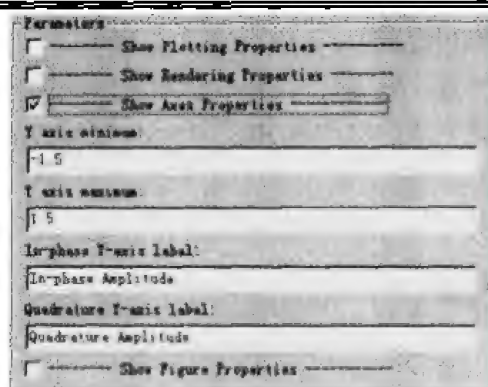 Parameters
Show Plotting Properties
Show Rendering Properties
Show Axes Properties
Y axis minimum:
-1.5
Y axis maximum:
1.5
In-phase Y-axis label:
In-phase Amplitude
Quadrature Y-axis label:
Quadrature Amplitude
Show Figure Properties